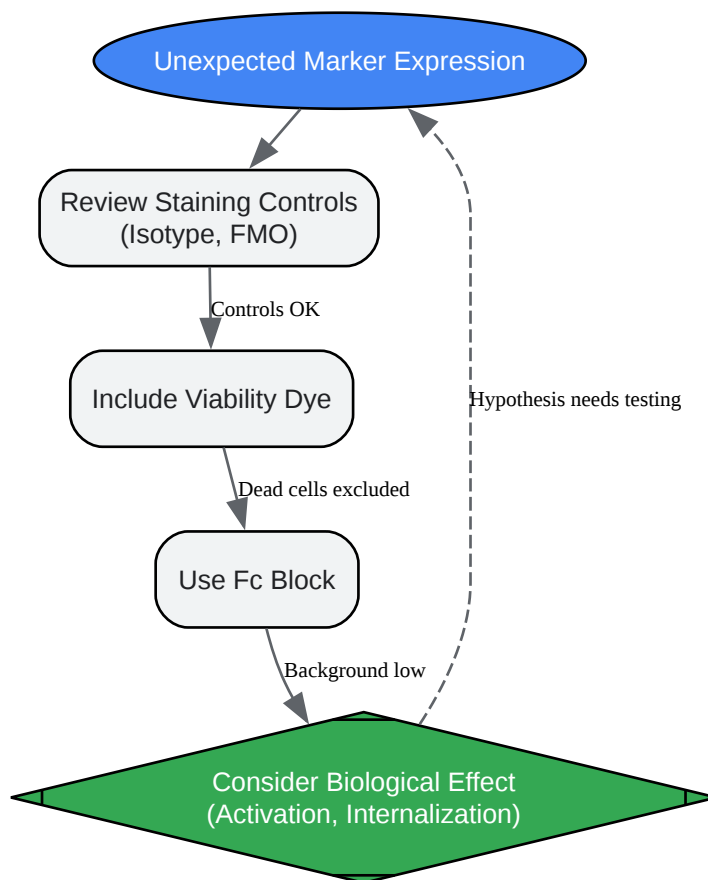 Unexpected Marker Expression
Review Staining Controls
(Isotype, FMO)
Controls OK
Include Viability Dye
Hypothesis needs testing
Dead cells excluded
Use Fc Block
Background low
Consider Biological Effect
(Activation, Internalization)